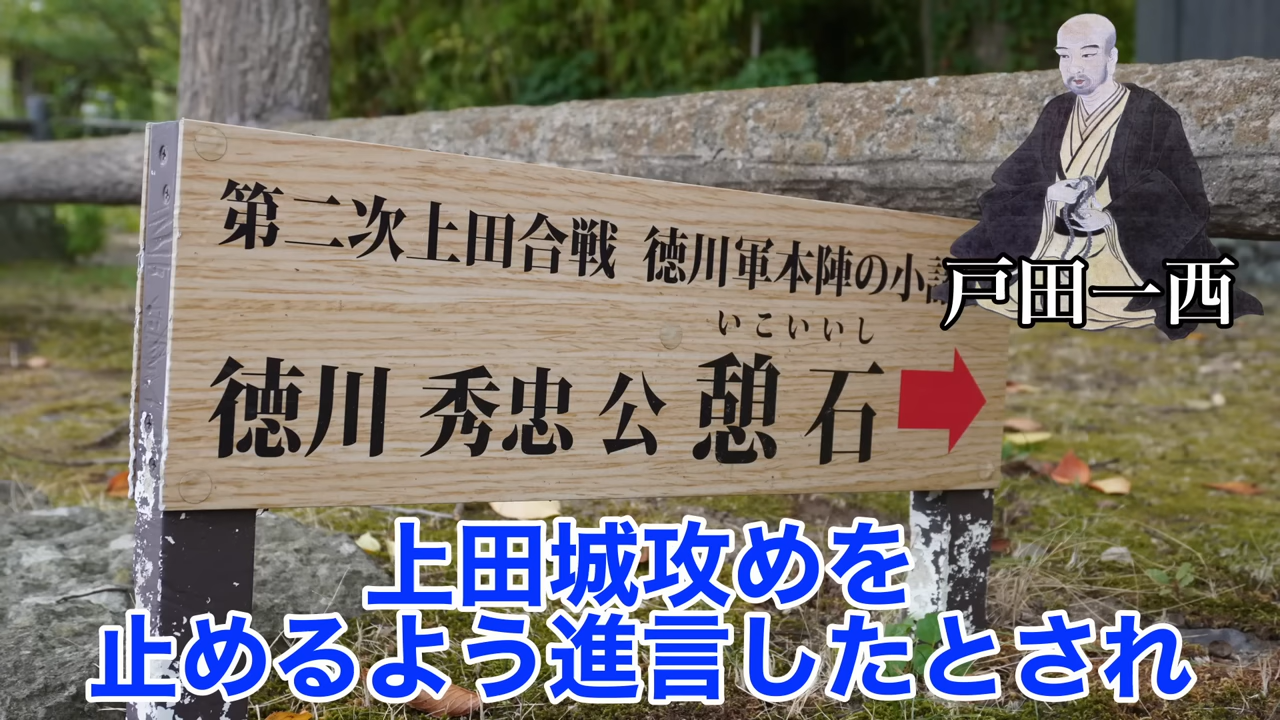 第二次上田合戦 徳川軍本陣の小
いこいいし
徳川 秀忠 公 憩 石
戸田一西
上田城攻めを
止めるよう進言したとされ